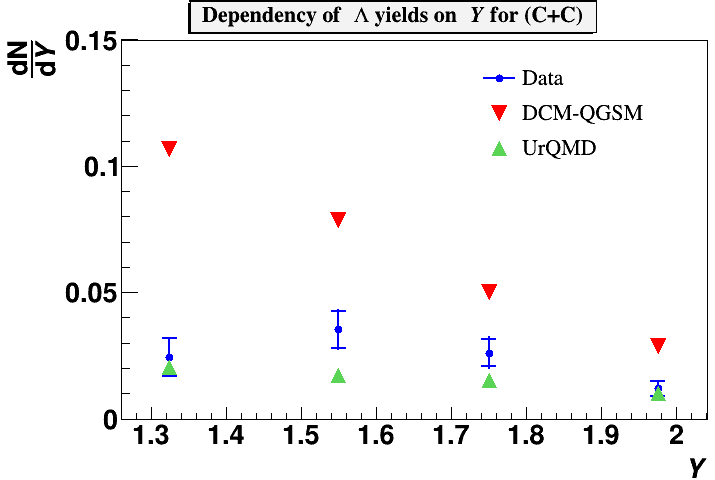 Dependency of Λ yields on Y for (C+C)
dN
dY
0.15
0.1
0.05
0
Data
DCM-QGSM
UrQMD
1.3 1.4 1.5 1.6 1.7 1.8 1.9 2
Y